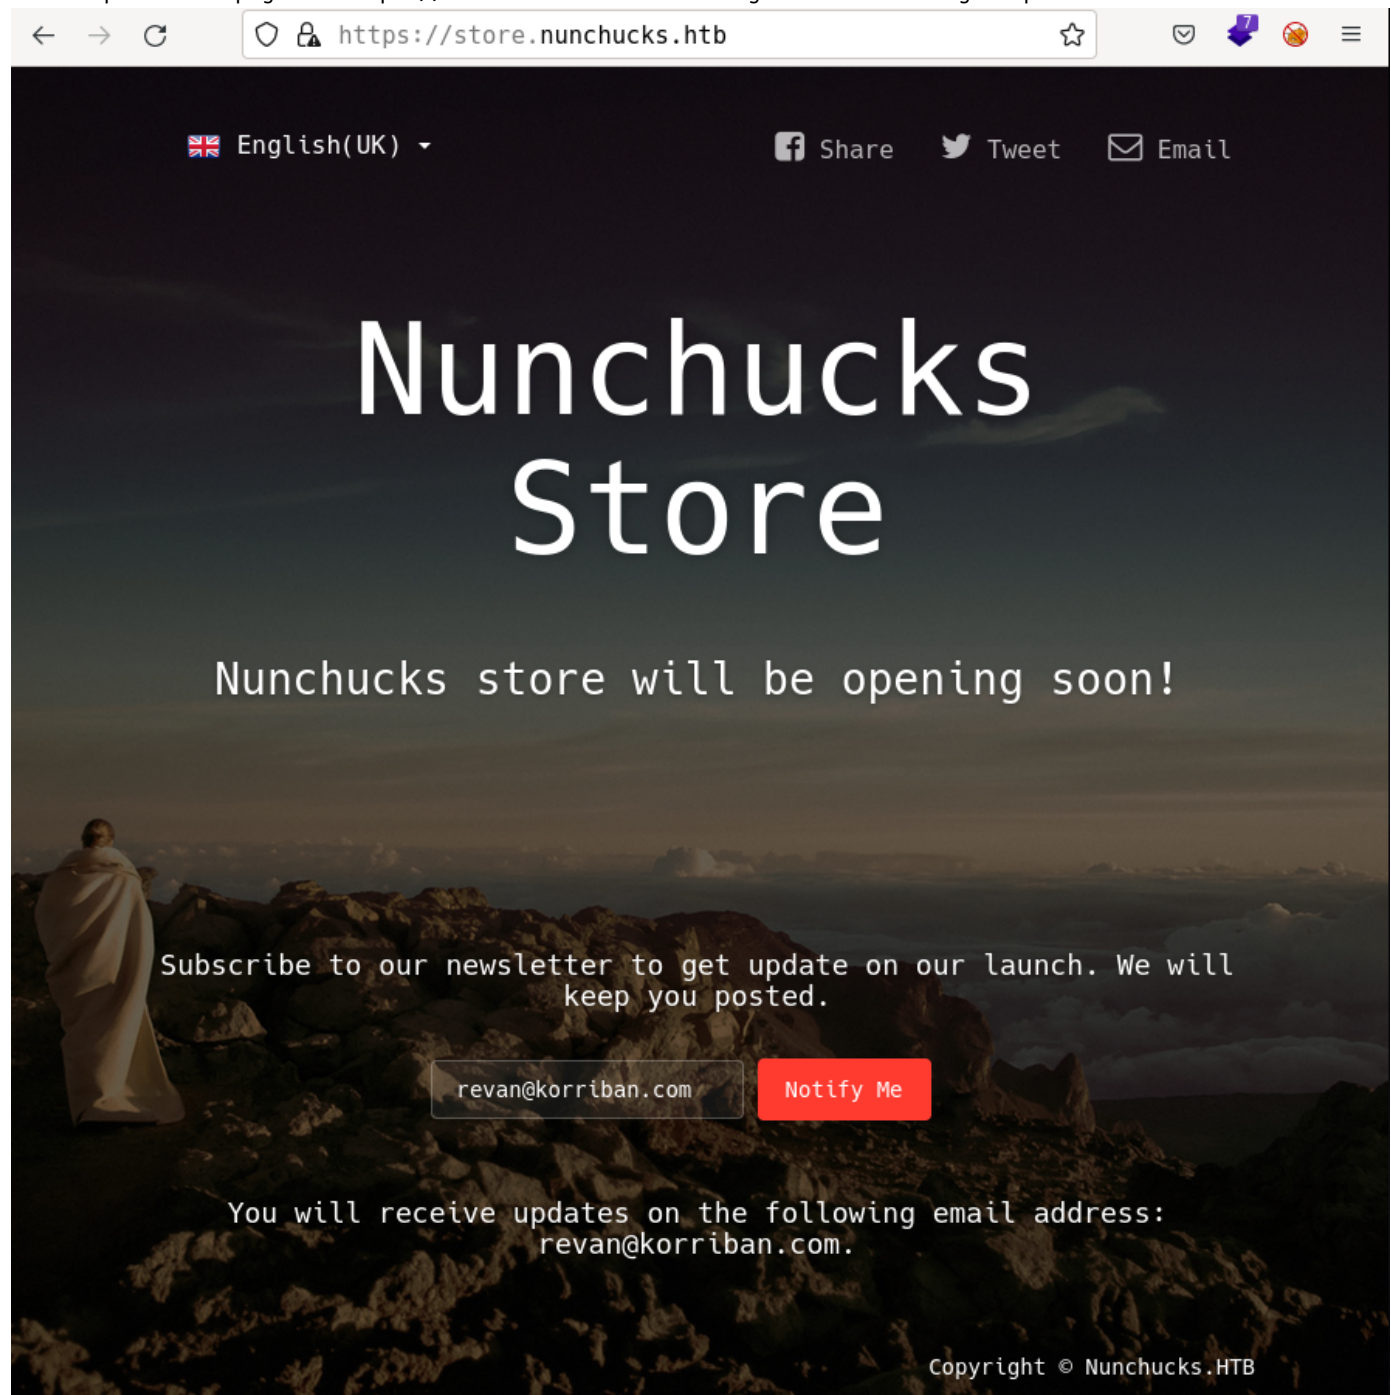 7
https://store.nunchucks.htb
English(UK)
Share
Tweet
Email
Nunchucks
Store
Nunchucks store will be opening soon!
Subscribe to our newsletter to get update on our launch. We will
keep you posted.
revan@korriban.com
Notify Me
You will receive updates on the following email address:
revan@korriban.com.
Copyright © Nunchucks.HTB